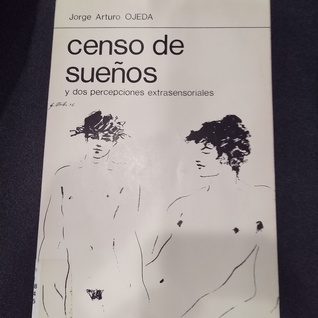 Jorge Arturo OJEDA
censo de
sueños
y dos percepciones extrasensoriales